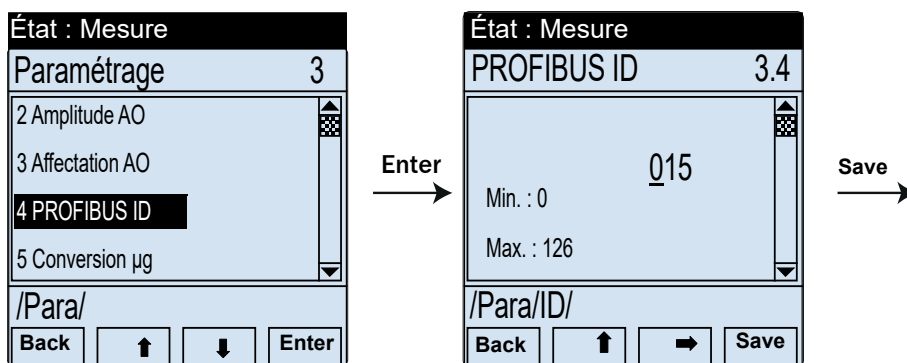 État : Mesure
Paramétrage 3
2 Amplitude AO
3 Affectation AO
4 PROFIBUS ID
5 Conversion µg
/Para/
Back ⬆ ⬇ Enter
Enter
État : Mesure
PROFIBUS ID 3.4
015
Min. : 0
Max. : 126
/Para/ID/
Back ⬆ ➡ Save
Save